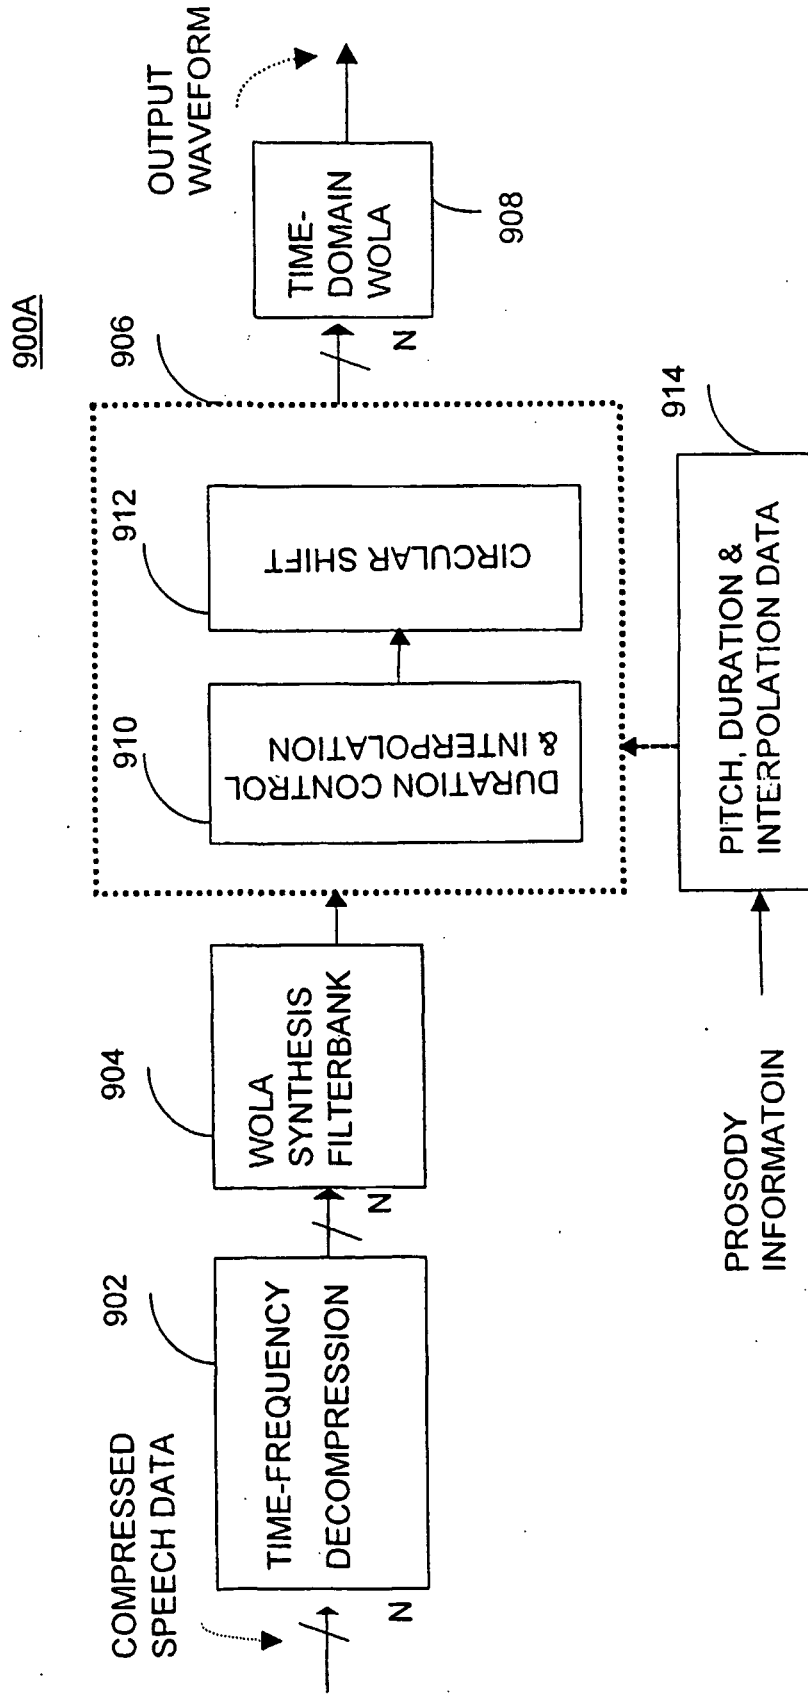 900A
COMPRESSED
SPEECH DATA
N
902
TIME-FREQUENCY
DECOMPRESSION
N
904
WOLA
SYNTHESIS
FILTERBANK
906
910
DURATION CONTROL
& INTERPOLATION
912
CIRCULAR SHIFT
N
TIME-
DOMAIN
WOLA
908
OUTPUT
WAVEFORM
PROSODY
INFORMATOIN
914
PITCH, DURATION &
INTERPOLATION DATA